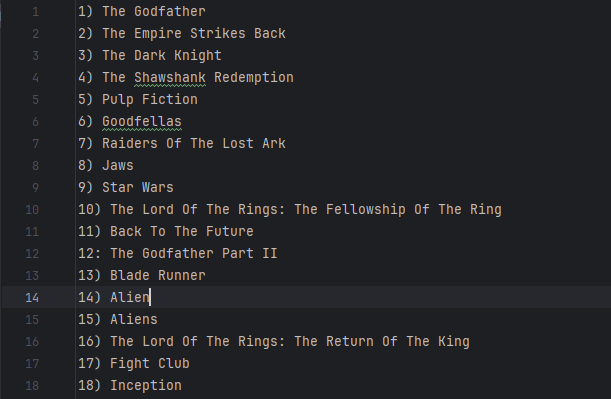 1 1) The Godfather
2 2) The Empire Strikes Back
3 3) The Dark Knight
4 4) The Shawshank Redemption
5 5) Pulp Fiction
6 6) Goodfellas
7 7) Raiders Of The Lost Ark
8 8) Jaws
9 9) Star Wars
10 10) The Lord Of The Rings: The Fellowship Of The Ring
11 11) Back To The Future
12 12: The Godfather Part II
13 13) Blade Runner
14 14) Alien
15 15) Aliens
16 16) The Lord Of The Rings: The Return Of The King
17 17) Fight Club
18 18) Inception